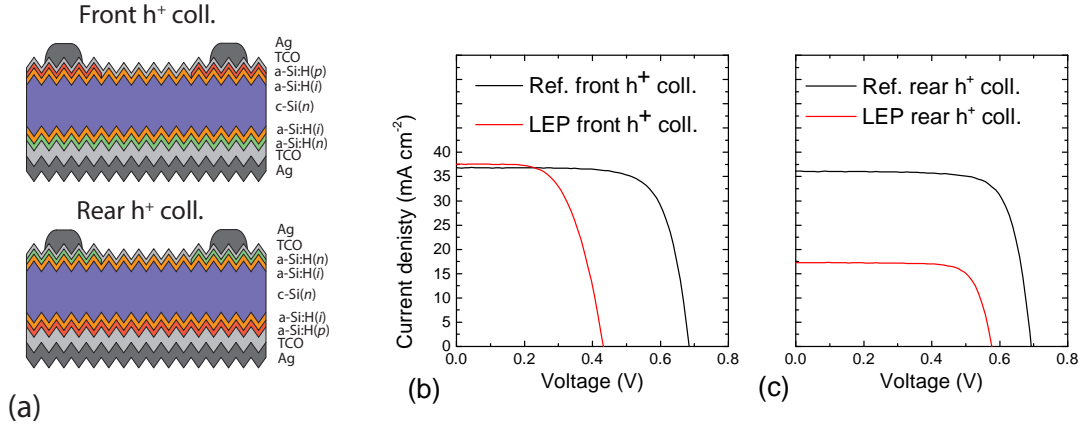 Front h⁺ coll.
Ag
TCO
a-Si:H(p)
a-Si:H(i)
c-Si(n)
a-Si:H(i)
a-Si:H(n)
TCO
Ag
Rear h⁺ coll.
Ag
TCO
a-Si:H(n)
a-Si:H(i)
c-Si(n)
a-Si:H(i)
a-Si:H(p)
TCO
Ag
(a)
Ref. front h⁺ coll.
LEP front h⁺ coll.
Current denisty (mA cm⁻²)
40
35
30
25
20
15
10
5
0
0.0 0.2 0.4 0.6 0.8
Voltage (V)
(b)
Ref. rear h⁺ coll.
LEP rear h⁺ coll.
0.0 0.2 0.4 0.6 0.8
Voltage (V)
(c)